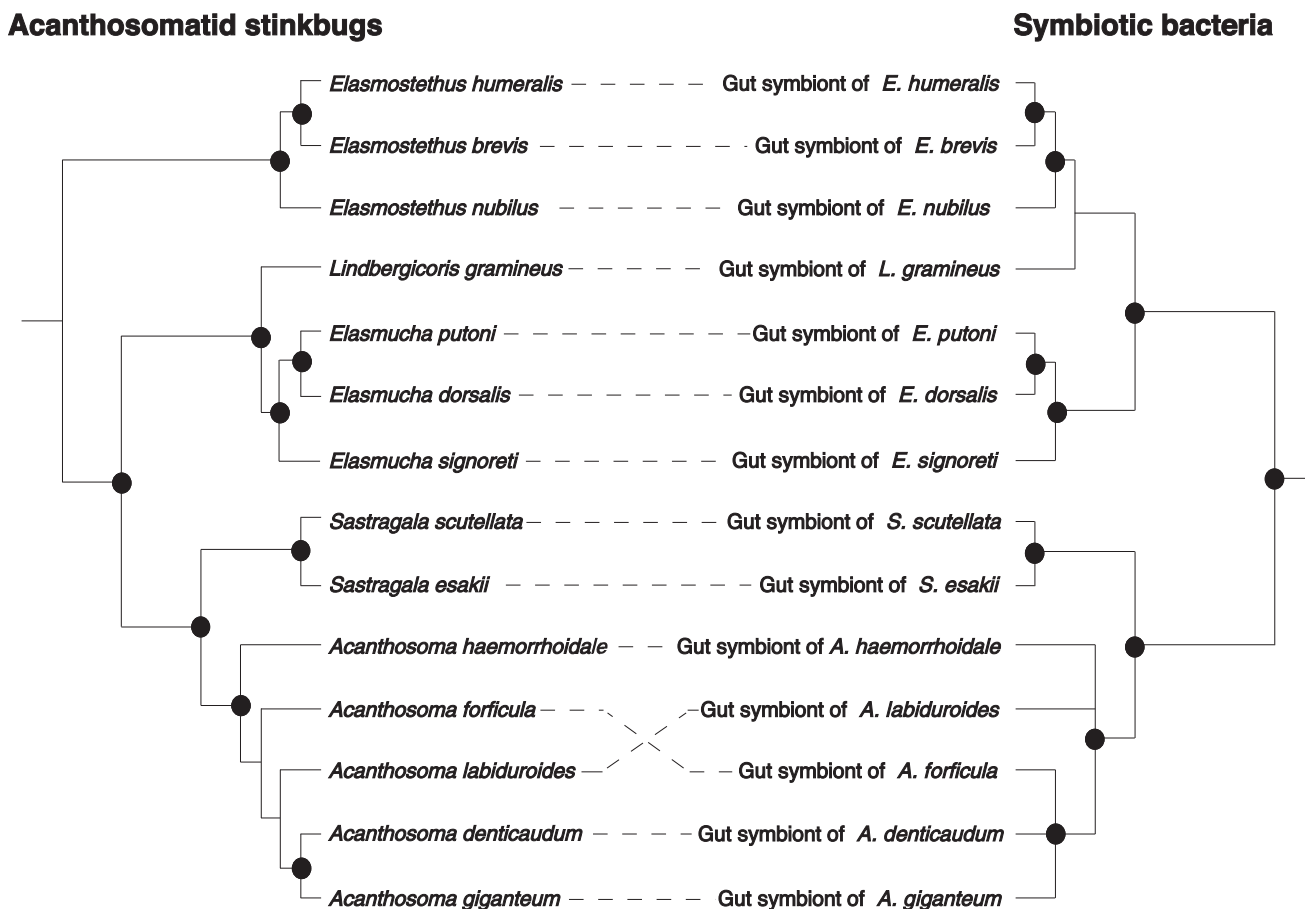 Acanthosomatid stinkbugs Symbiotic bacteria
Elasmostethus humeralis Gut symbiont of E. humeralis
Elasmostethus brevis Gut symbiont of E. brevis
Elasmostethus nubilus Gut symbiont of E. nubilus
Lindbergicoris gramineus Gut symbiont of L. gramineus
Elasmucha putoni Gut symbiont of E. putoni
Elasmucha dorsalis Gut symbiont of E. dorsalis
Elasmucha signoreti Gut symbiont of E. signoreti
Sastragala scutellata Gut symbiont of S. scutellata
Sastragala esakii Gut symbiont of S. esakii
Acanthosoma haemorrhoidale Gut symbiont of A. haemorrhoidale
Acanthosoma forficula Gut symbiont of A. labiduroides
Acanthosoma labiduroides Gut symbiont of A. forficula
Acanthosoma denticaudum Gut symbiont of A. denticaudum
Acanthosoma giganteum Gut symbiont of A. giganteum